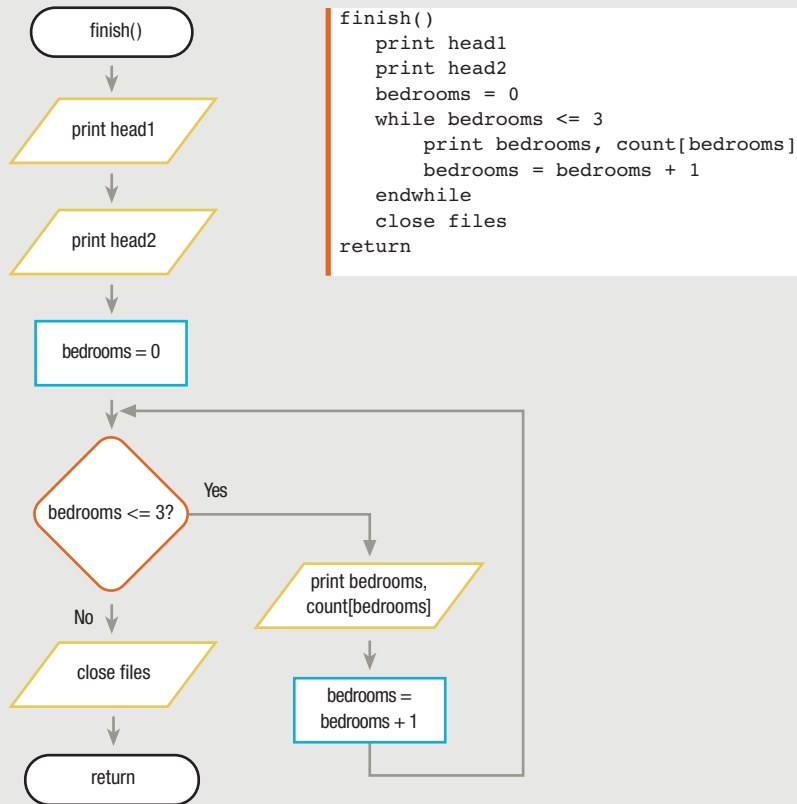 finish()
print head1
print head2
bedrooms = 0
bedrooms <= 3?
Yes
print bedrooms,
count[bedrooms]
bedrooms =
bedrooms + 1
No
close files
return
finish()
print head1
print head2
bedrooms = 0
while bedrooms <= 3
print bedrooms, count[bedrooms]
bedrooms = bedrooms + 1
endwhile
close files
return